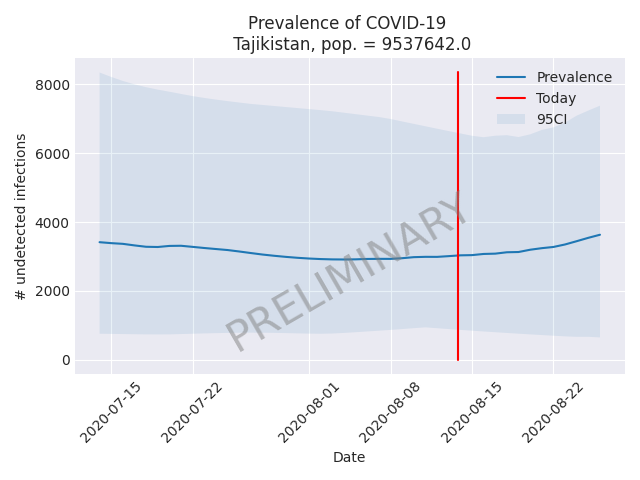 Prevalence of COVID-19
Tajikistan, pop. = 9537642.0
Prevalence
Today
95CI
8000
6000
4000
2000
0
# undetected infections
PRELIMINARY
2020-07-15
2020-07-22
2020-08-01
2020-08-08
2020-08-15
2020-08-22
Date